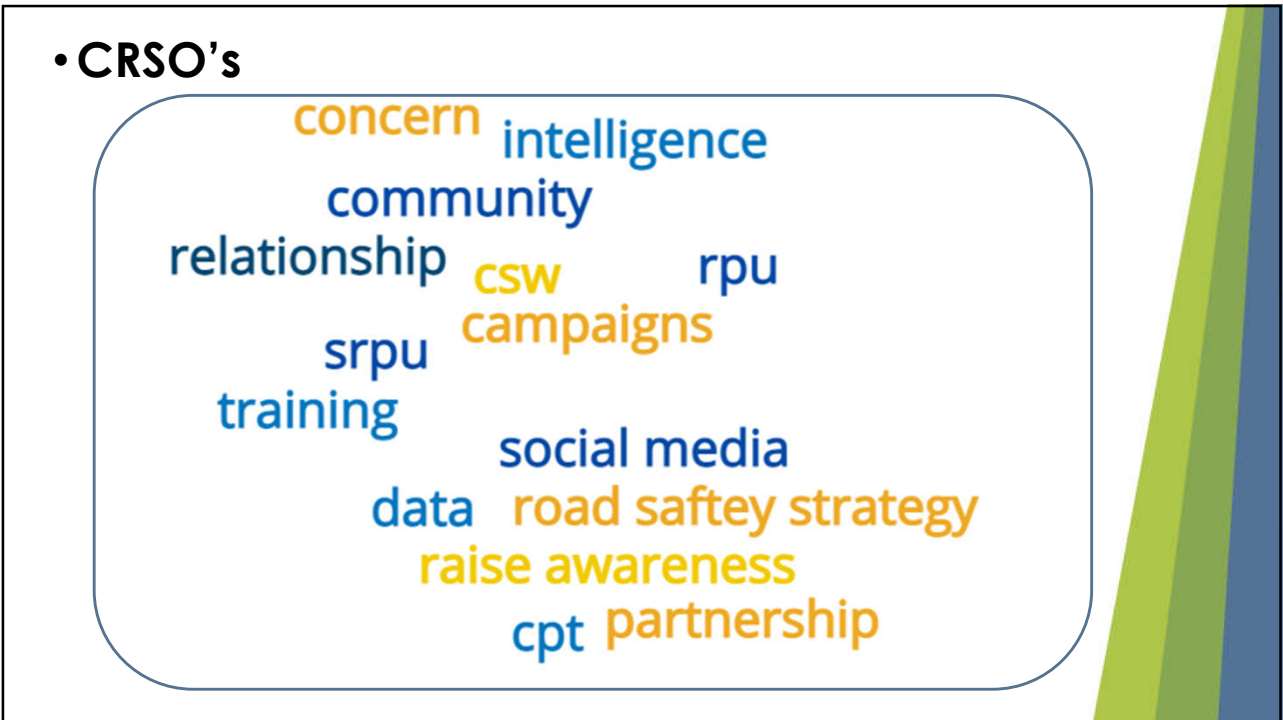 • CRSO’s
concern intelligence
community
relationship csw rpu
campaigns
srpu
training
social media
data road saftey strategy
raise awareness
cpt partnership